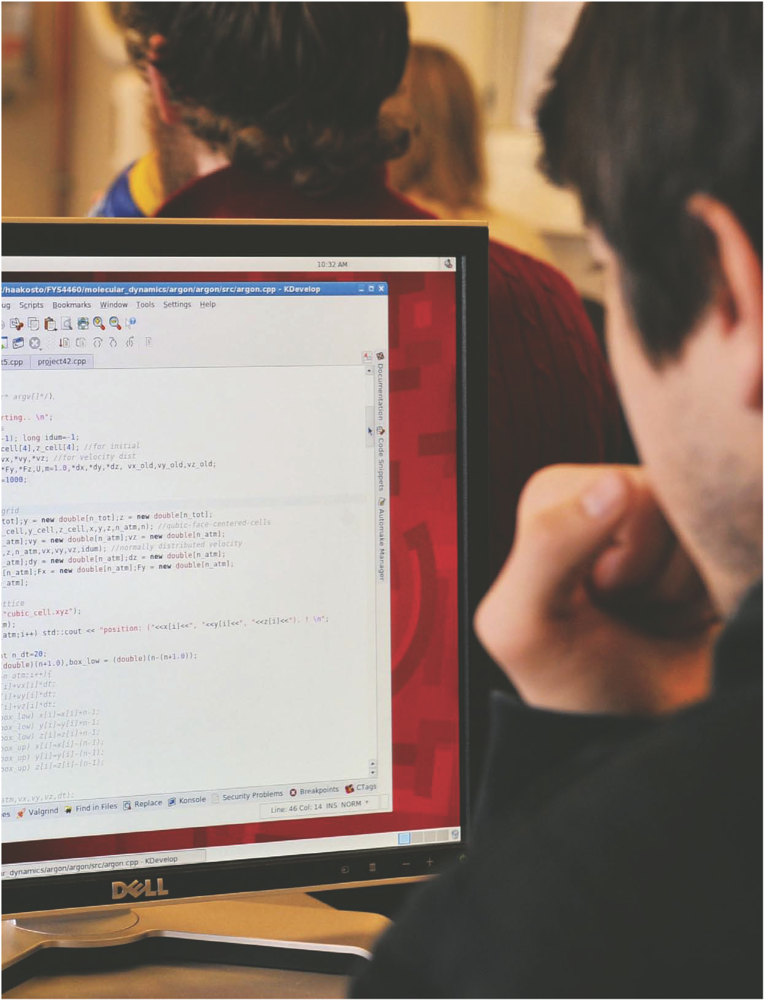 10:32 AM
/haakosto/FYS4460/molecular_dynamics/argon/argon/src/argon.cpp - KDevelop
ug Scripts Bookmarks Window Tools Settings Help
t5.cpp project42.cpp
r* argv[]*/).
rting.. \n";
s
-1); long idum=-1;
cell[4],z_cell[4]; //for initial
vx,*vy,*vz; //for velocity dist
*Fy,*Fz,U,m=1.0,*dx,*dy,*dz, vx_old,vy_old,vz_old;
=1000;
grid
tot];y = new double[n_tot];z = new double[n_tot];
_cell,y_cell,z_cell,x,y,z,n_atm,n); //qubic-face-centered-cells
_atm];vy = new double[n_atm];vz = new double[n_atm];
,z,n_atm,vx,vy,vz,idum); //normally distributed velocity
_atm];dy = new double[n_atm];dz = new double[n_atm];
[n_atm];Fx = new double[n_atm];Fy = new double[n_atm];
_atm];
ttice
"cubic_cell.xyz");
m);
atm;i++) std::cout << "position: ("<<x[i]<<", "<<y[i]<<", "<<z[i]<<"). ! \n";
nt n_dt=20;
(double)(n+1.0),box_low = (double)(n-(n+1.0));
n_atm;i++){
[i]+vx[i]*dt;
[i]+vy[i]*dt;
[i]+vz[i]*dt;
box_low) x[i]=x[i]+n-1;
box_low) y[i]=y[i]+n-1;
box_low) z[i]=z[i]+n-1;
box_up) x[i]=x[i]-(n-1);
box_up) y[i]=y[i]-(n-1);
box_up) z[i]=z[i]-(n-1);
atm,vx,vy,vz,dt);
Documentation
Code Snippets
Automake Manager
es Valgrind Find in Files Replace Konsole Security Problems Breakpoints CTags
Line: 46 Col: 14 INS NORM
ar_dynamics/argon/argon/src/argon.cpp - KDevelop
DELL